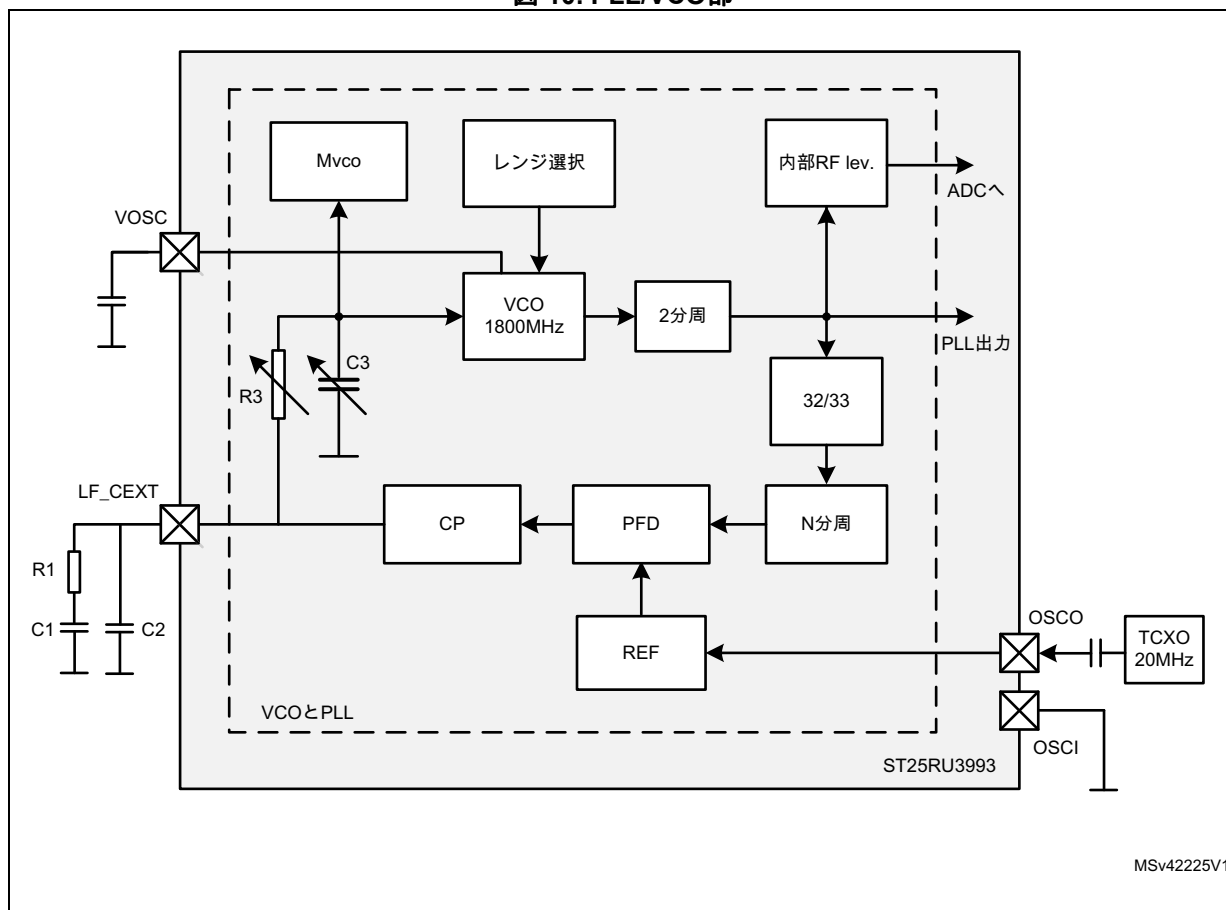 Mvco
レンジ選択
内部RF lev.
ADCへ
VOSC
VCO
1800MHz
2分周
PLL出力
C3
R3
32/33
LF_CEXT
CP
PFD
N分周
R1
C1
C2
REF
OSCO
TCXO
20MHz
VCOとPLL
OSCI
ST25RU3993
MSv42225V1